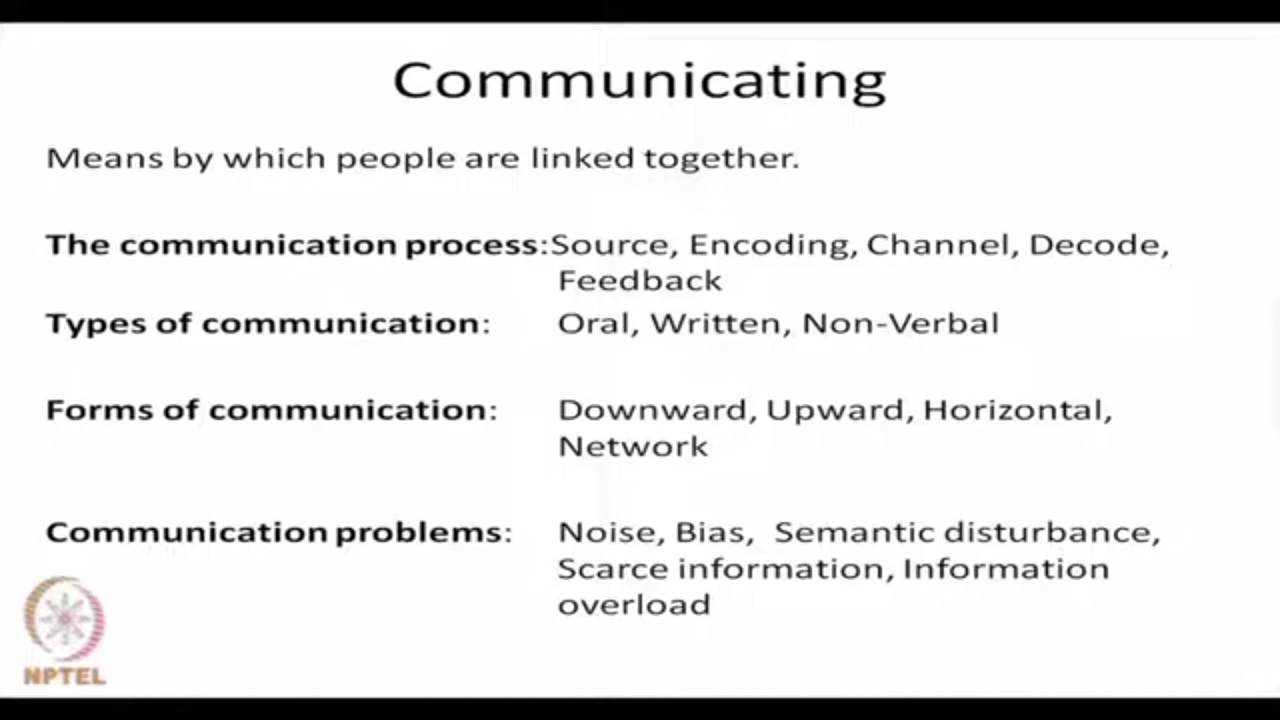 Communicating
Means by which people are linked together.
The communication process:Source, Encoding, Channel, Decode,
Feedback
Types of communication: Oral, Written, Non-Verbal
Forms of communication: Downward, Upward, Horizontal,
Network
Communication problems: Noise, Bias, Semantic disturbance,
Scarce information, Information
overload
NPTEL